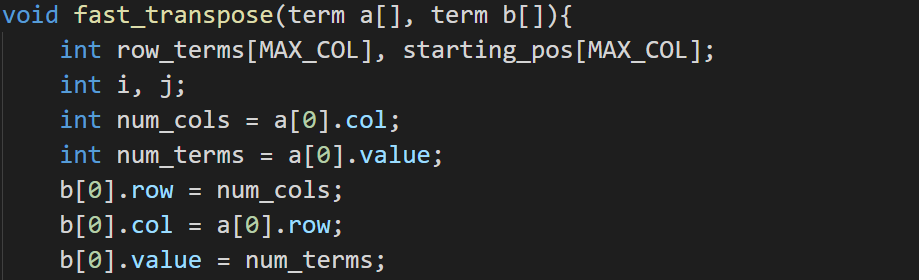 void fast_transpose(term a[], term b[]){
    int row_terms[MAX_COL], starting_pos[MAX_COL];
    int i, j;
    int num_cols = a[0].col;
    int num_terms = a[0].value;
    b[0].row = num_cols;
    b[0].col = a[0].row;
    b[0].value = num_terms;